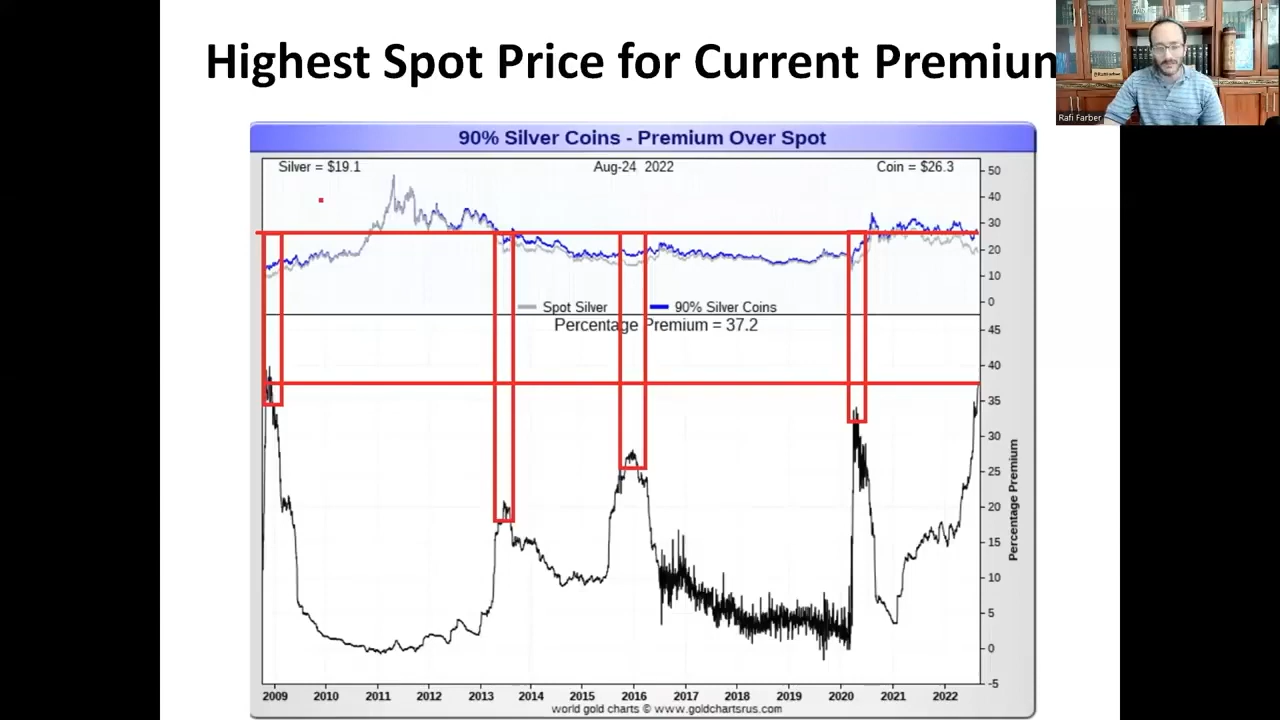 Highest Spot Price for Current Premiun
Rafi Farber
90% Silver Coins - Premium Over Spot
Silver = $19.1 Aug-24 2022 Coin = $26.3
50
40
30
20
10
0
Spot Silver 90% Silver Coins
Percentage Premium = 37.2
45
40
35
30
25
20
15
10
5
0
-5
Percentage Premium
2009 2010 2011 2012 2013 2014 2015 2016 2017 2018 2019 2020 2021 2022
world gold charts © www.goldchartsrus.com